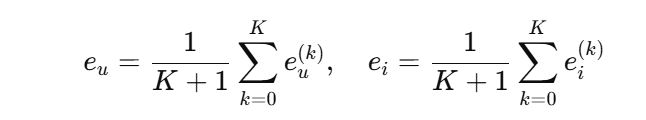 $e_u = \frac{1}{K+1} \sum_{k=0}^{K} e_u^{(k)}, \quad e_i = \frac{1}{K+1} \sum_{k=0}^{K} e_i^{(k)}$